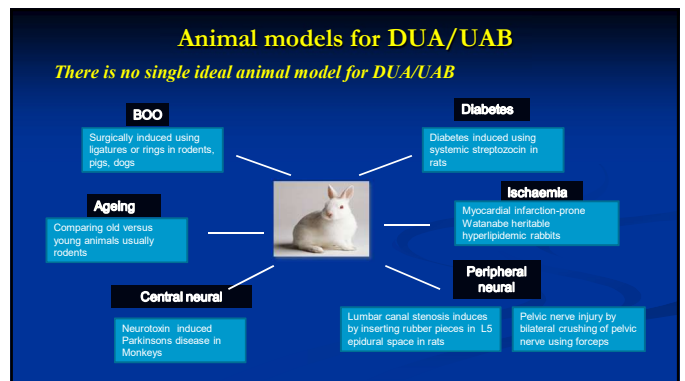 Animal models for DUA/UAB
There is no single ideal animal model for DUA/UAB
BOO
Surgically induced using
ligatures or rings in rodents,
pigs, dogs
Diabetes
Diabetes induced using
systemic streptozocin in
rats
Ageing
Comparing old versus
young animals usually
rodents
Ischaemia
Myocardial infarction-prone
Watanabe heritable
hyperlipidemic rabbits
Central neural
Neurotoxin induced
Parkinsons disease in
Monkeys
Peripheral
neural
Lumbar canal stenosis induces
by inserting rubber pieces in L5
epidural space in rats
Pelvic nerve injury by
bilateral crushing of pelvic
nerve using forceps